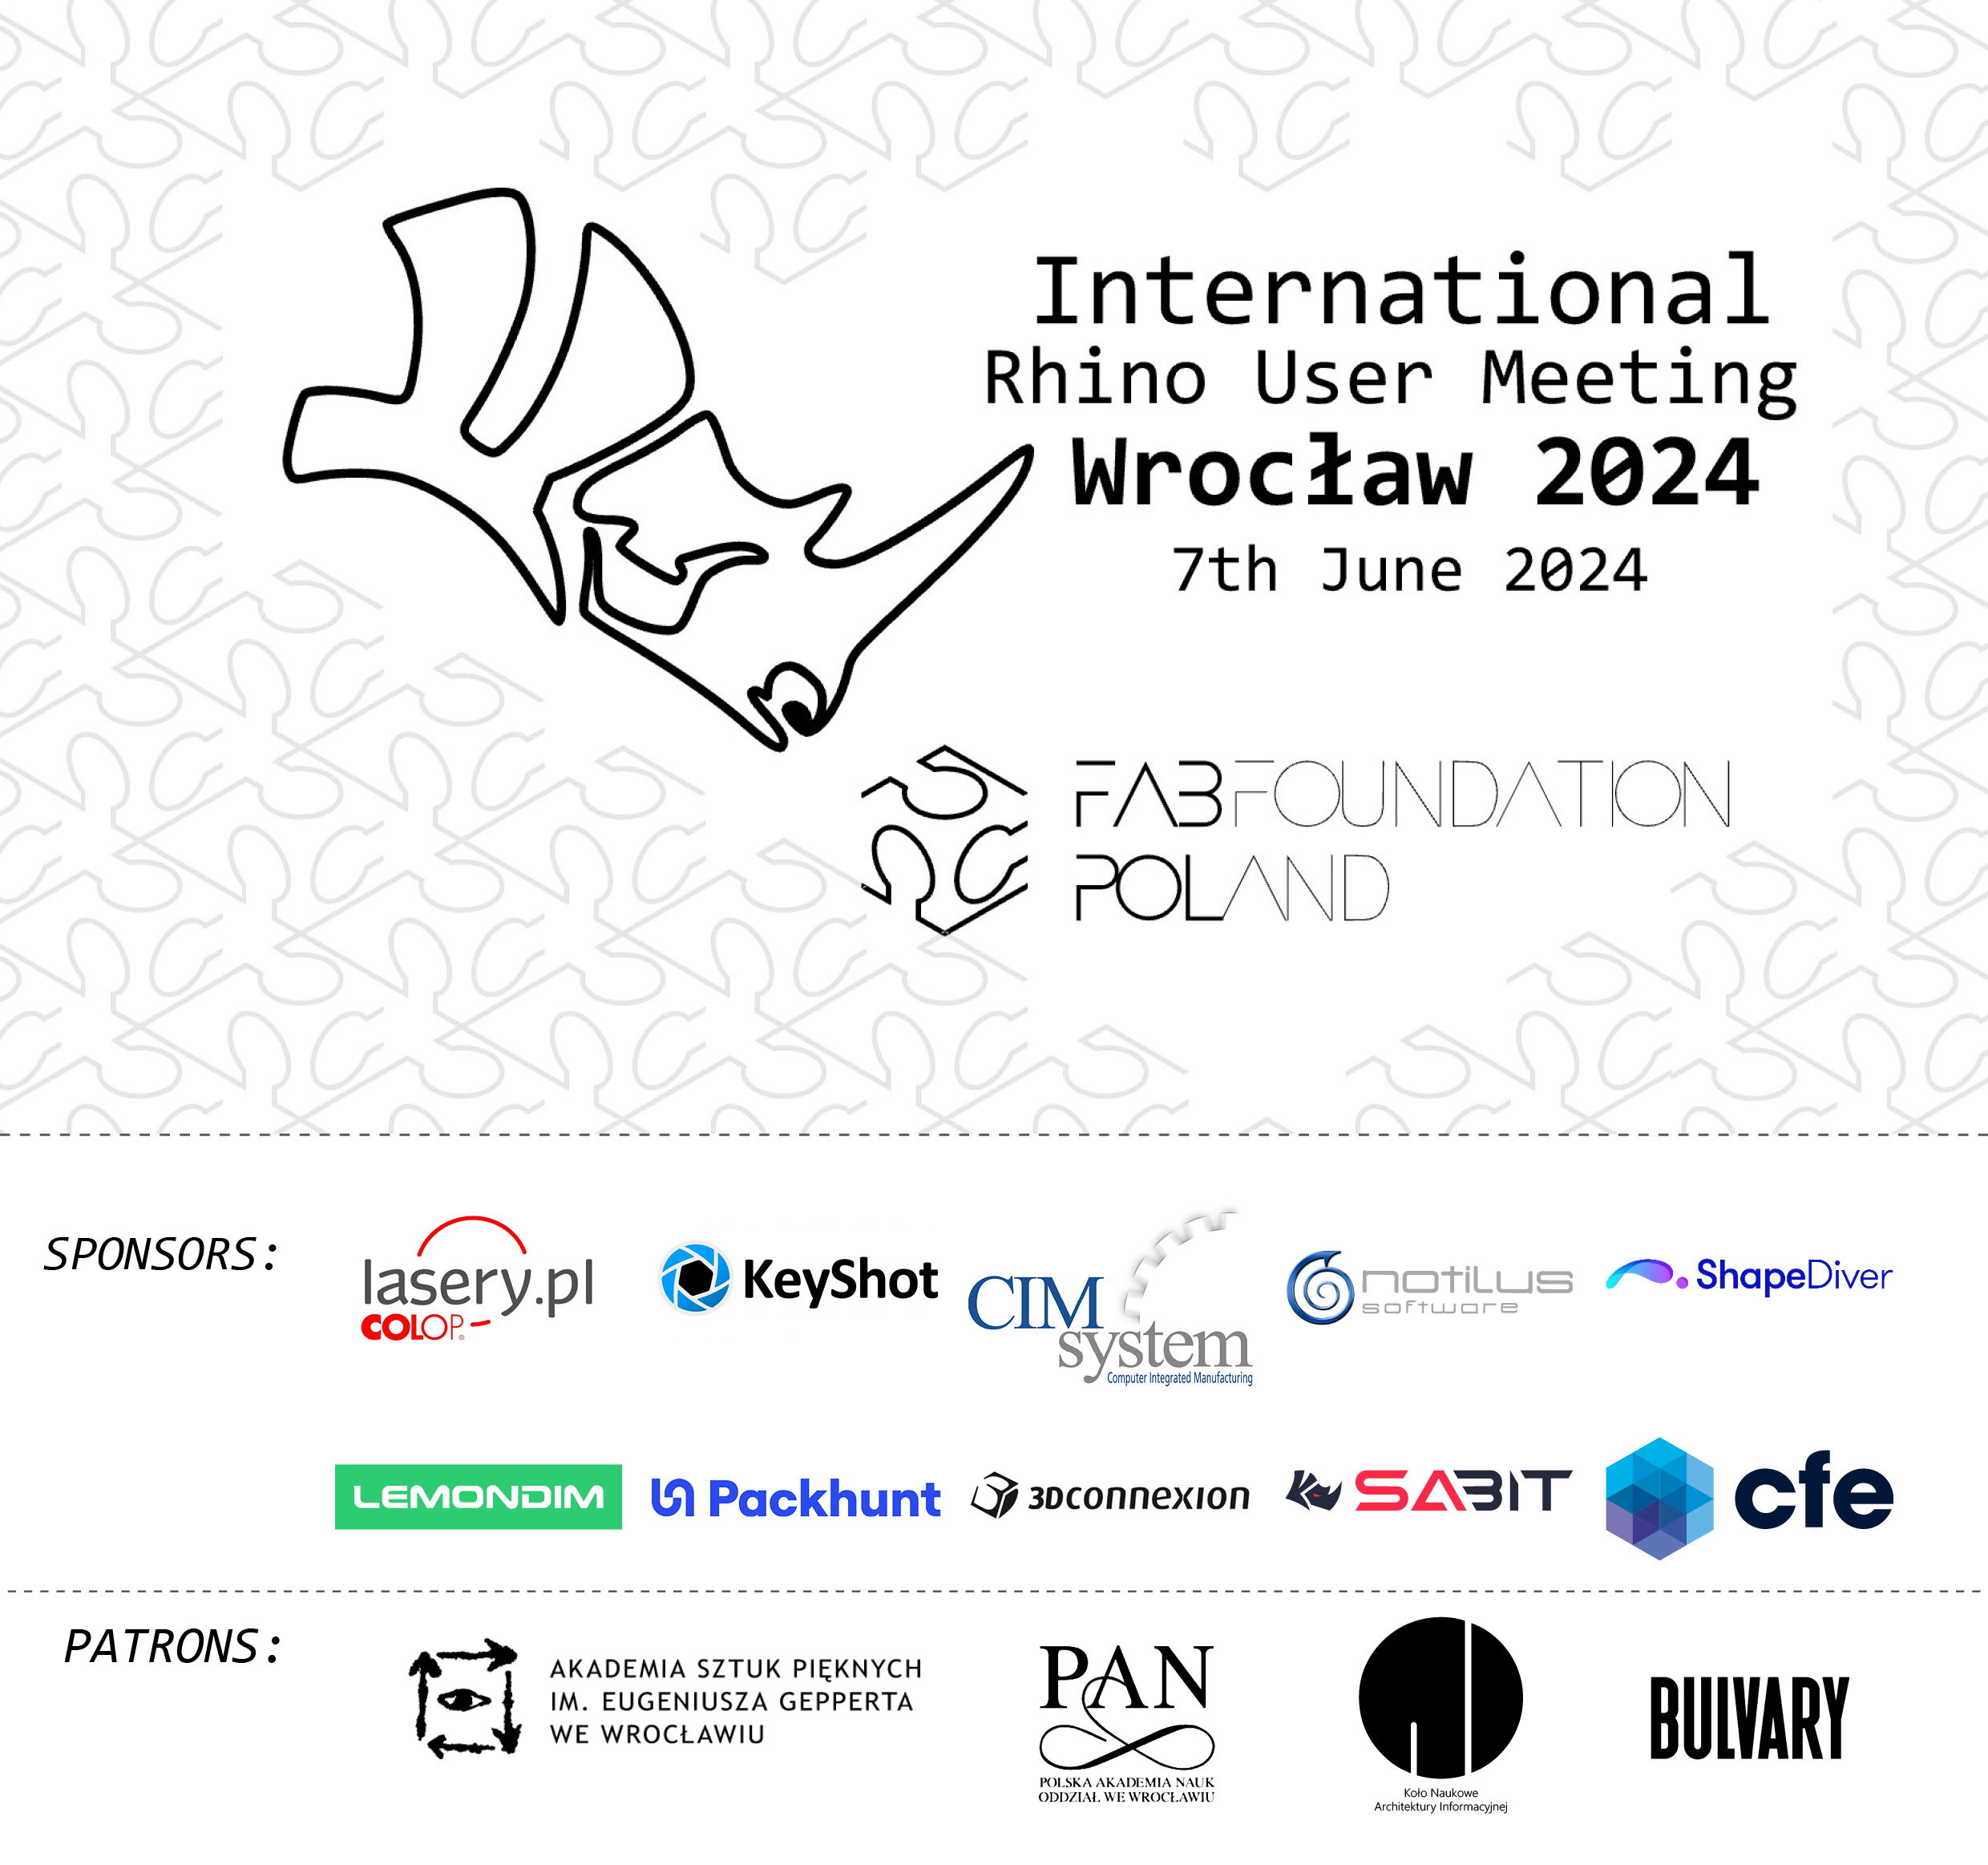 International
Rhino User Meeting
Wrocław 2024
7th June 2024
FABFOUNDATION
POLAND
SPONSORS:
lasery.pl
COLOP®
KeyShot
CIM
system
Computer Integrated Manufacturing
notilus
software
ShapeDiver
LEMONDIM
Packhunt
3Dconnexion
SABIT
cfe
PATRONS:
AKADEMIA SZTUK PIĘKNYCH
IM. EUGENIUSZA GEPPERTA
WE WROCŁAWIU
PAN
POLSKA AKADEMIA NAUK
ODDZIAŁ WE WROCŁAWIU
Koło Naukowe
Architektury Informacyjnej
BULVARY